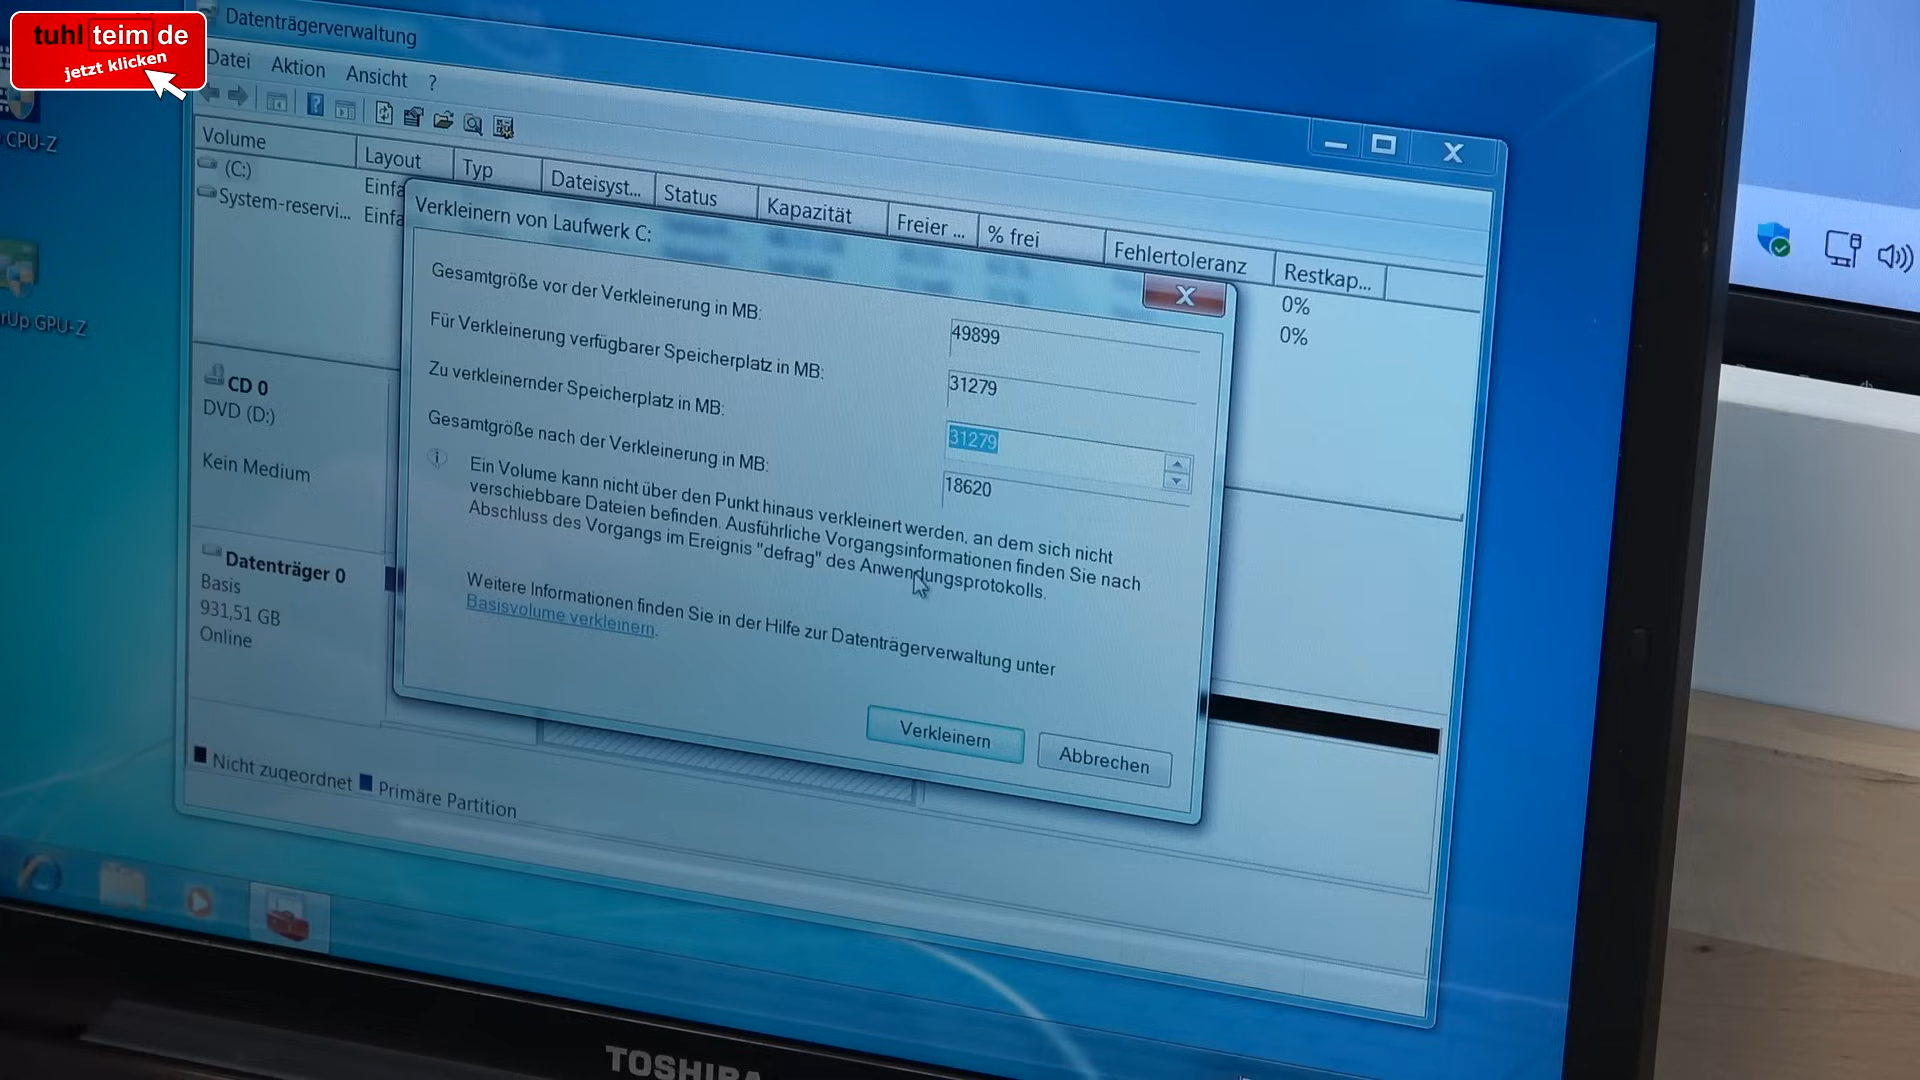 tuhl teim de
jetzt klicken
Datenträgerverwaltung
Datei Aktion Ansicht ?
CPU-Z
Volume Layout Typ Dateisyst... Status Kapazität Freier ... % frei Fehlertoleranz Restkap...
(C:) Einfa 0%
System-reservi... Einfa 0%
rUp GPU-Z
Verkleinern von Laufwerk C:
Gesamtgröße vor der Verkleinerung in MB: 49899
Für Verkleinerung verfügbarer Speicherplatz in MB: 31279
Zu verkleinernder Speicherplatz in MB: 31279
Gesamtgröße nach der Verkleinerung in MB: 18620
Ein Volume kann nicht über den Punkt hinaus verkleinert werden, an dem sich nicht
verschiebbare Dateien befinden. Ausführliche Vorgangsinformationen finden Sie nach
Abschluss des Vorgangs im Ereignis "defrag" des Anwendungsprotokolls.
Weitere Informationen finden Sie in der Hilfe zur Datenträgerverwaltung unter
Basisvolume verkleinern.
Verkleinern Abbrechen
CD 0
DVD (D:)
Kein Medium
Datenträger 0
Basis
931,51 GB
Online
Nicht zugeordnet Primäre Partition
TOSHIBA